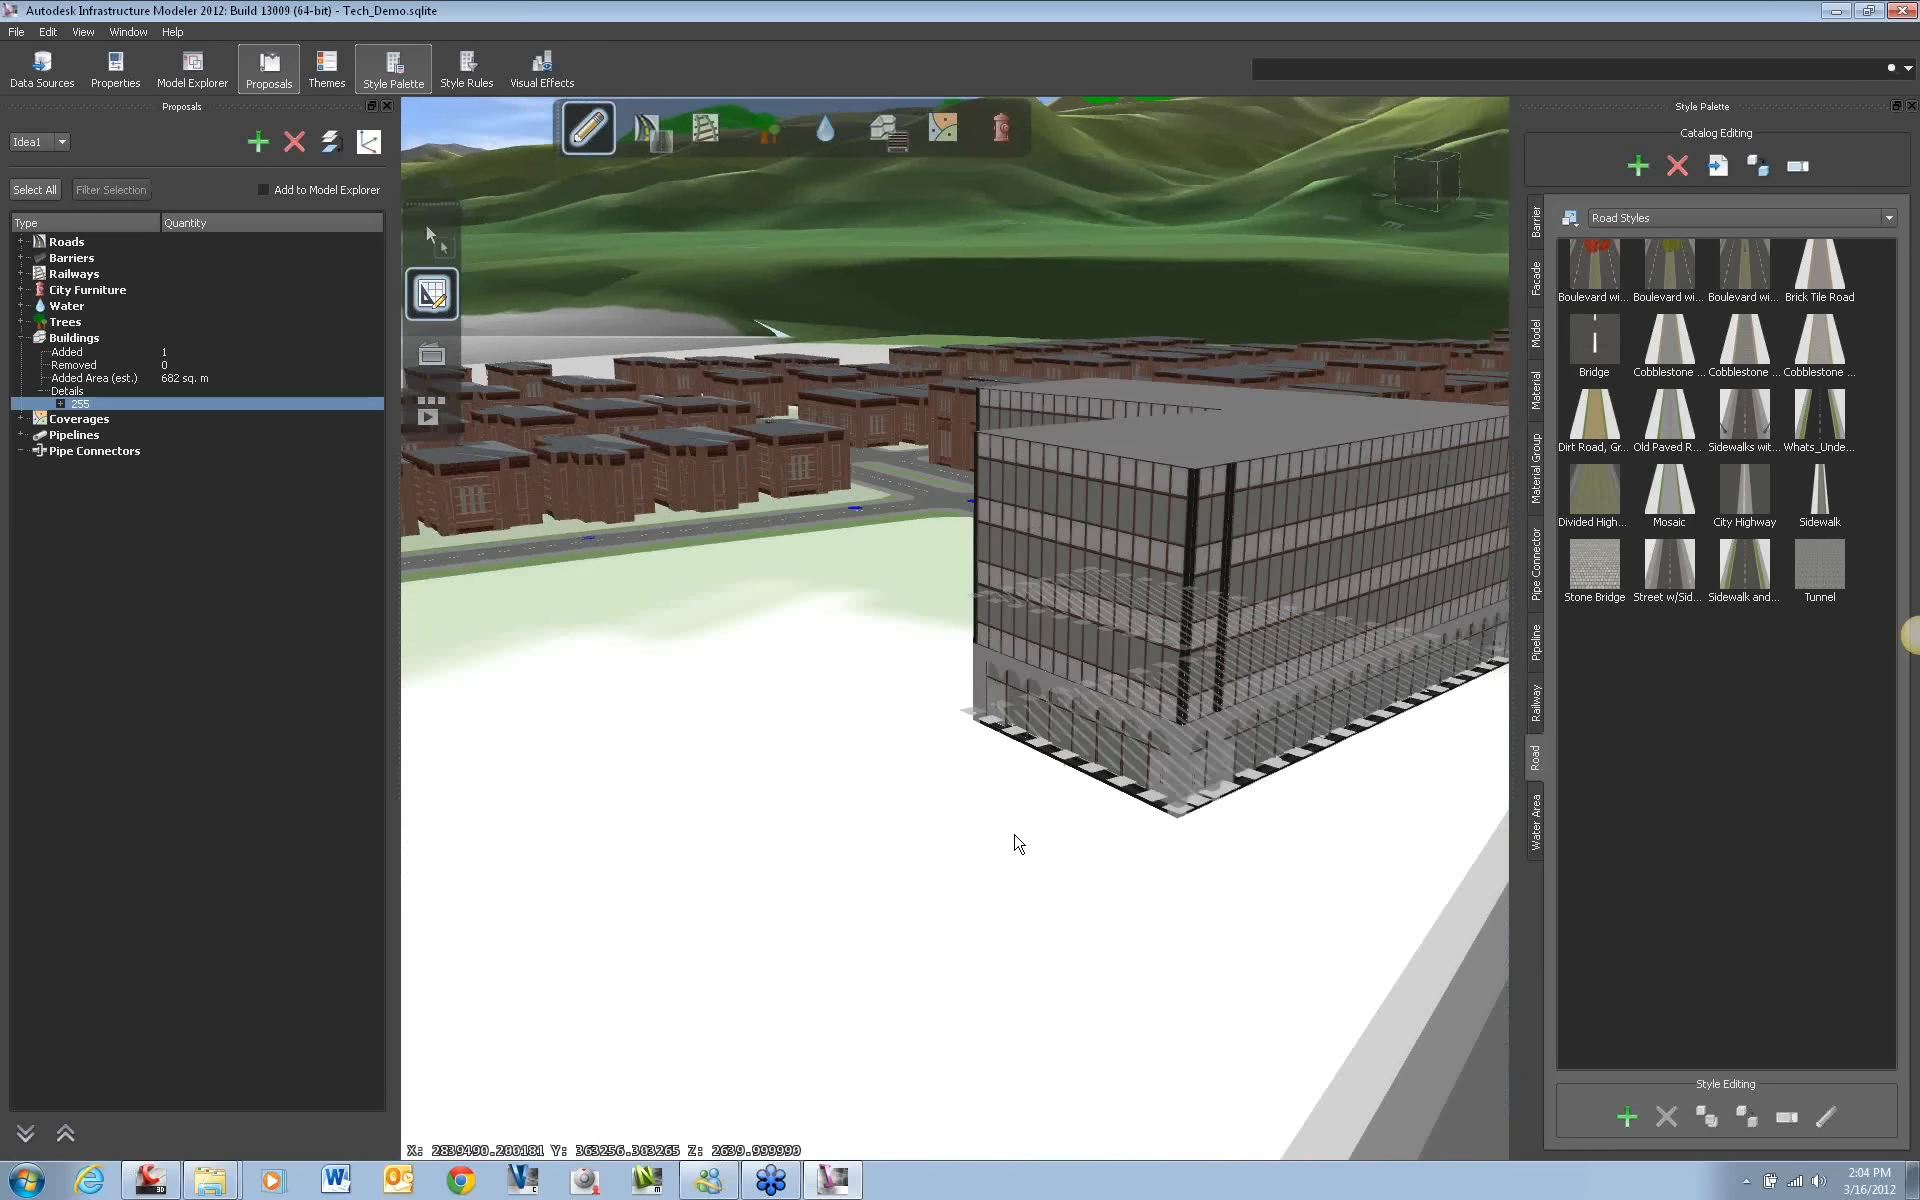 Autodesk Infrastructure Modeler 2012: Build 13009 (64-bit) - Tech_Demo.sqlite
File Edit View Window Help
Data Sources Properties Model Explorer Proposals Themes Style Palette Style Rules Visual Effects
Proposals
Idea1
Select All Filter Selection Add to Model Explorer
Type Quantity
Roads
Barriers
Railways
City Furniture
Water
Trees
Buildings
Added 1
Removed 0
Added Area (est.) 682 sq. m
Details
255
Coverages
Pipelines
Pipe Connectors
X: 2839490.200181 Y: 363256.303265 Z: 2639.999990
Style Palette
Catalog Editing
Barrier
Facade
Model
Material
Material Group
Pipe Connector
Pipeline
Railway
Road
Water Area
Road Styles
Boulevard wi... Boulevard wi... Boulevard wi... Brick Tile Road
Bridge Cobblestone ... Cobblestone ... Cobblestone ...
Dirt Road, Gr... Old Paved R... Sidewalks wit... Whats_Unde...
Divided High... Mosaic City Highway Sidewalk
Stone Bridge Street w/Sid... Sidewalk and... Tunnel
Style Editing
2:04 PM
3/16/2012